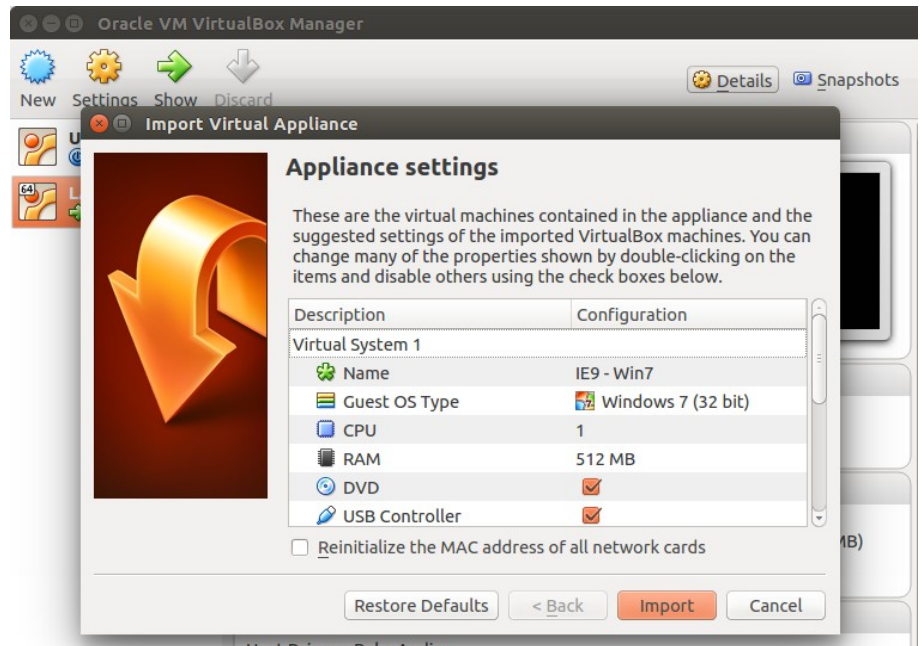 Oracle VM VirtualBox Manager
New Settings Show Discard
Details Snapshots
Import Virtual Appliance
64
Appliance settings
These are the virtual machines contained in the appliance and the
suggested settings of the imported VirtualBox machines. You can
change many of the properties shown by double-clicking on the
items and disable others using the check boxes below.
Description Configuration
Virtual System 1
Name IE9 - Win7
Guest OS Type Windows 7 (32 bit)
CPU 1
RAM 512 MB
DVD
USB Controller
Reinitialize the MAC address of all network cards
Restore Defaults < Back Import Cancel